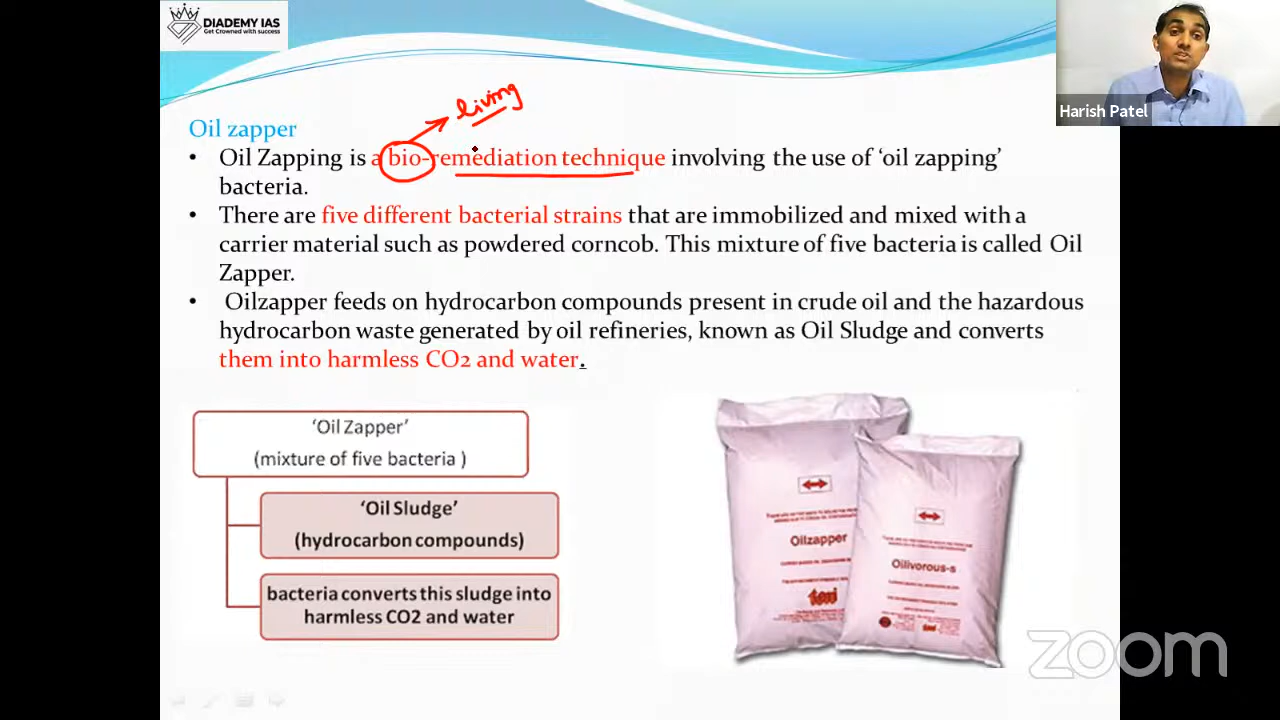 DIADEMY IAS
Get Crowned with success
Harish Patel
living
Oil zapper
• Oil Zapping is a bio-remediation technique involving the use of ‘oil zapping’
bacteria.
• There are five different bacterial strains that are immobilized and mixed with a
carrier material such as powdered corncob. This mixture of five bacteria is called Oil
Zapper.
• Oilzapper feeds on hydrocarbon compounds present in crude oil and the hazardous
hydrocarbon waste generated by oil refineries, known as Oil Sludge and converts
them into harmless CO2 and water.
‘Oil Zapper’
(mixture of five bacteria )
‘Oil Sludge’
(hydrocarbon compounds)
bacteria converts this sludge into
harmless CO2 and water
Oilzapper
teri
Oilivorous-s
teri
zoom